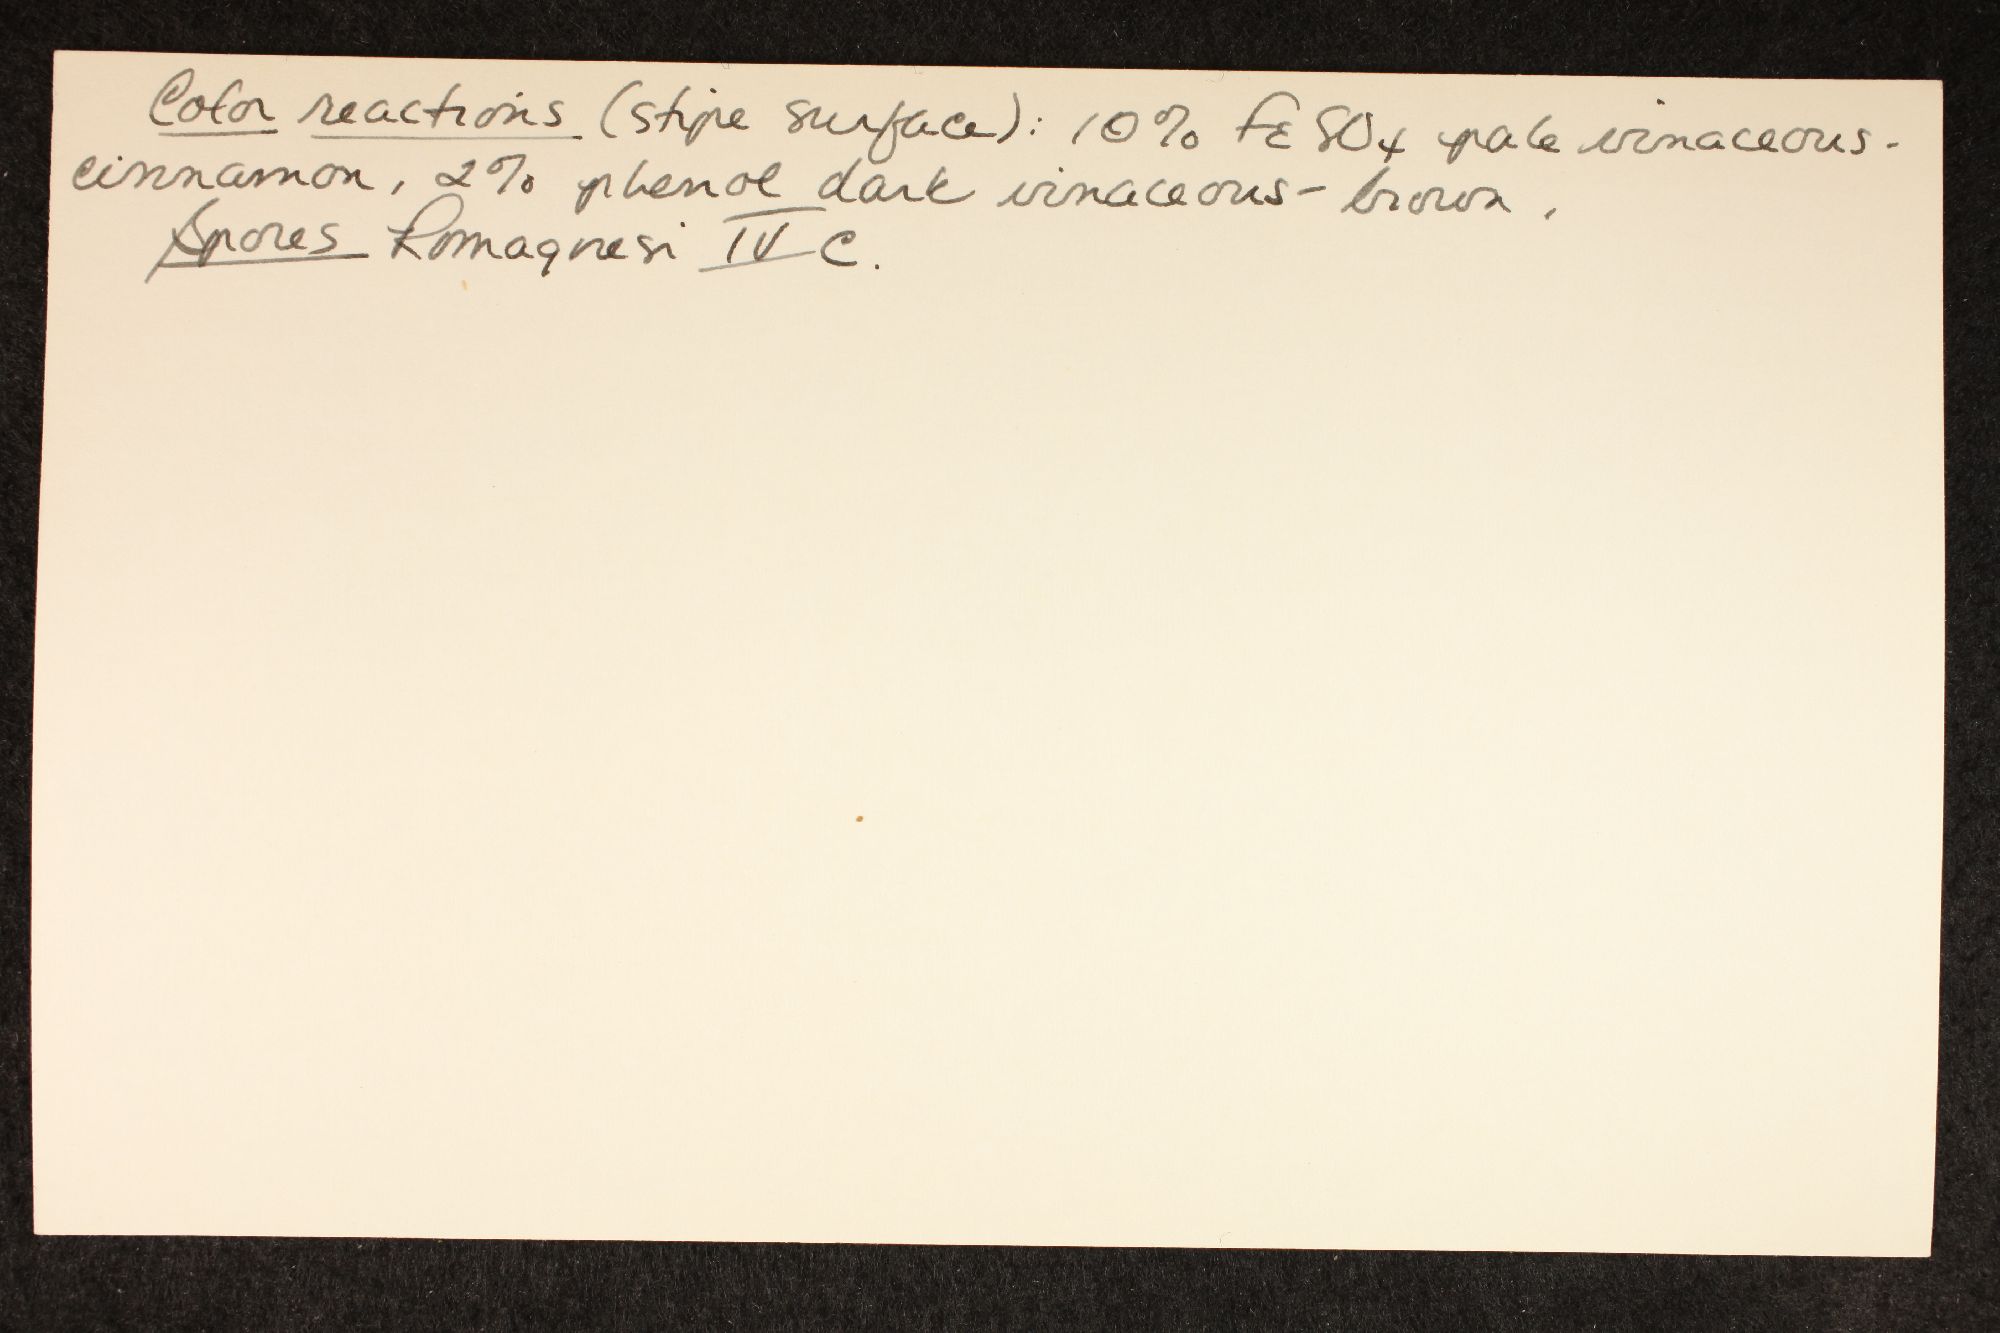 Color reactions (stipe surface): 10% FeSO4 pale vinaceous-
cinnamon, 2% phenol dark vinaceous-brown.
Spores Romagnesi IV C.